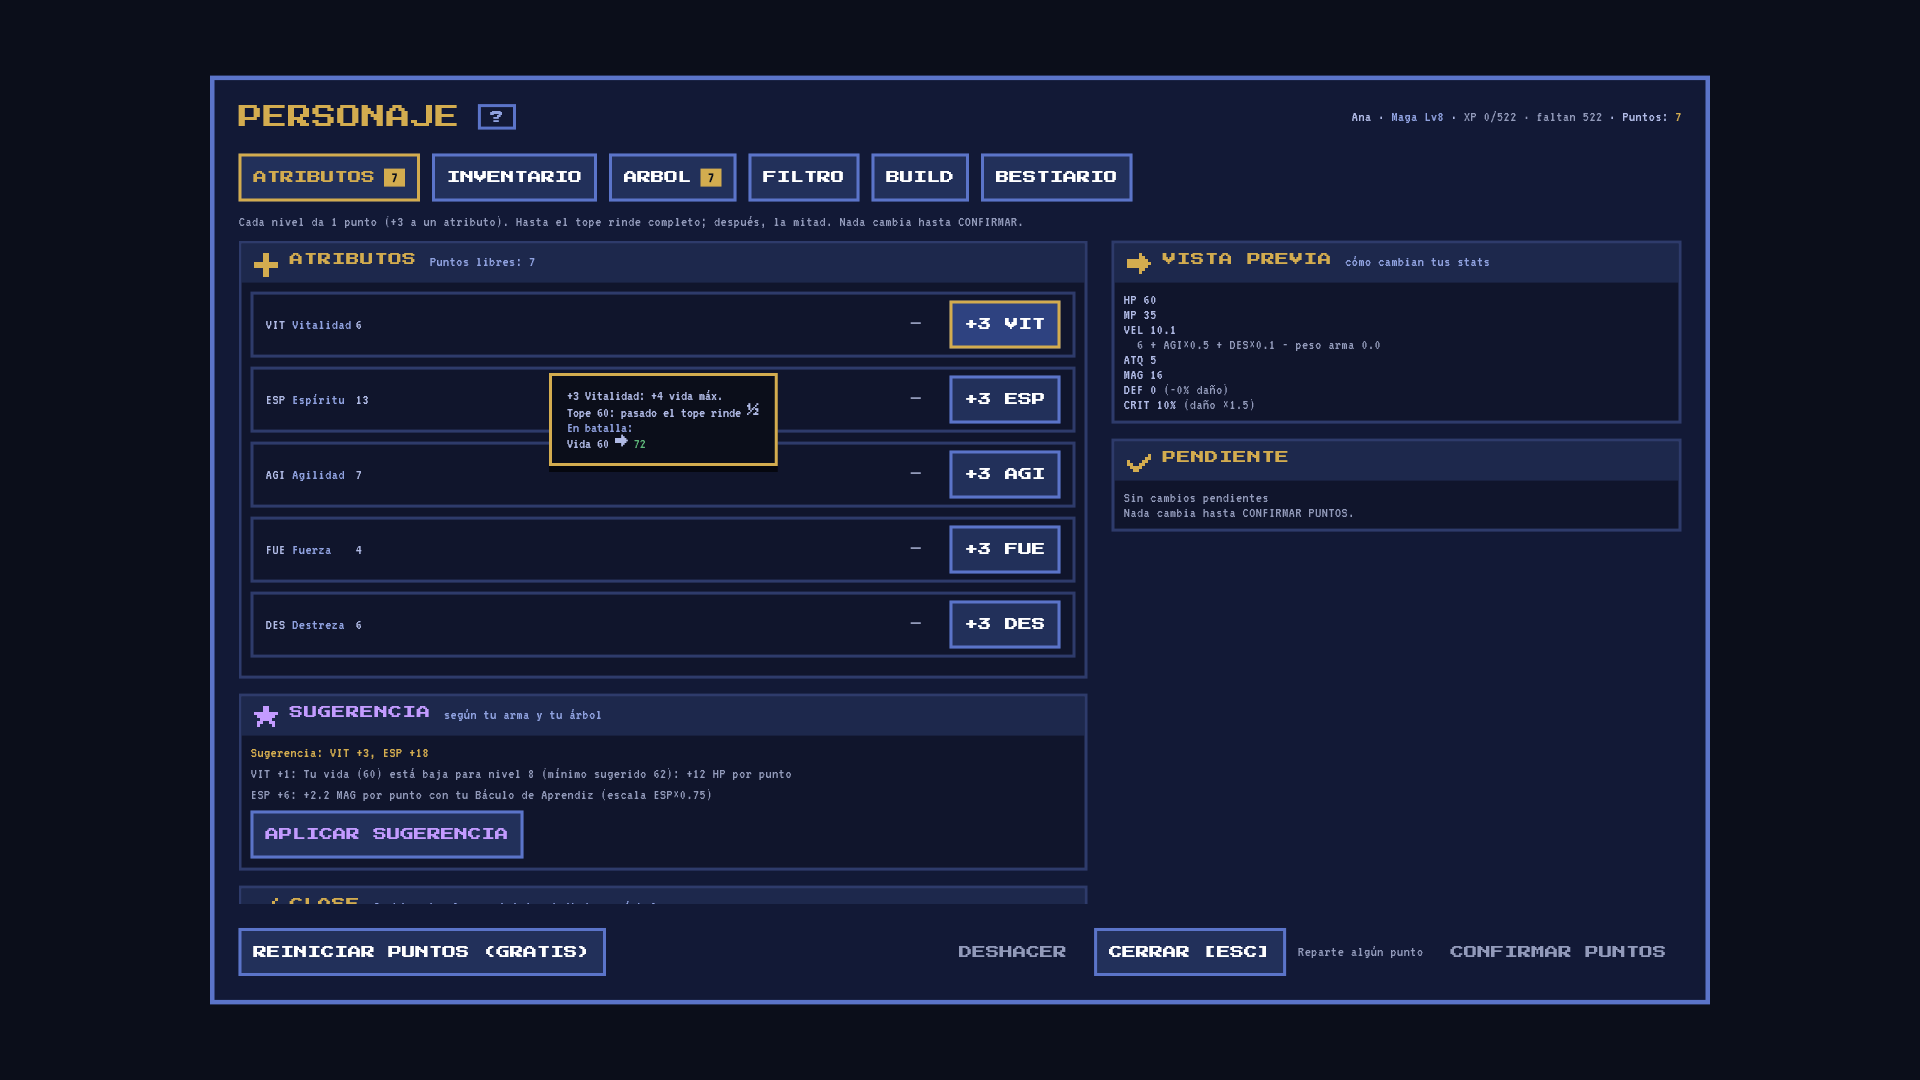 PERSONAJE ?
Ana · Maga Lv8 · XP 0/522 · faltan 522 · Puntos: 7
ATRIBUTOS 7 INVENTARIO ARBOL 7 FILTRO BUILD BESTIARIO
Cada nivel da 1 punto (+3 a un atributo). Hasta el tope rinde completo; después, la mitad. Nada cambia hasta CONFIRMAR.
ATRIBUTOS Puntos libres: 7
VIT Vitalidad 6 — +3 VIT
ESP Espíritu 13 — +3 ESP
+3 Vitalidad: +4 vida máx.
Tope 60: pasado el tope rinde ½
En batalla:
Vida 60 → 72
AGI Agilidad 7 — +3 AGI
FUE Fuerza 4 — +3 FUE
DES Destreza 6 — +3 DES
SUGERENCIA según tu arma y tu árbol
Sugerencia: VIT +3, ESP +18
VIT +1: Tu vida (60) está baja para nivel 8 (mínimo sugerido 62): +12 HP por punto
ESP +6: +2.2 MAG por punto con tu Báculo de Aprendiz (escala ESP×0.75)
APLICAR SUGERENCIA
CLASE
VISTA PREVIA cómo cambian tus stats
HP 60
MP 35
VEL 10.1
6 + AGI×0.5 + DES×0.1 - peso arma 0.0
ATQ 5
MAG 16
DEF 0 (-0% daño)
CRIT 10% (daño ×1.5)
PENDIENTE
Sin cambios pendientes
Nada cambia hasta CONFIRMAR PUNTOS.
REINICIAR PUNTOS (GRATIS) DESHACER CERRAR [ESC] Reparte algún punto CONFIRMAR PUNTOS